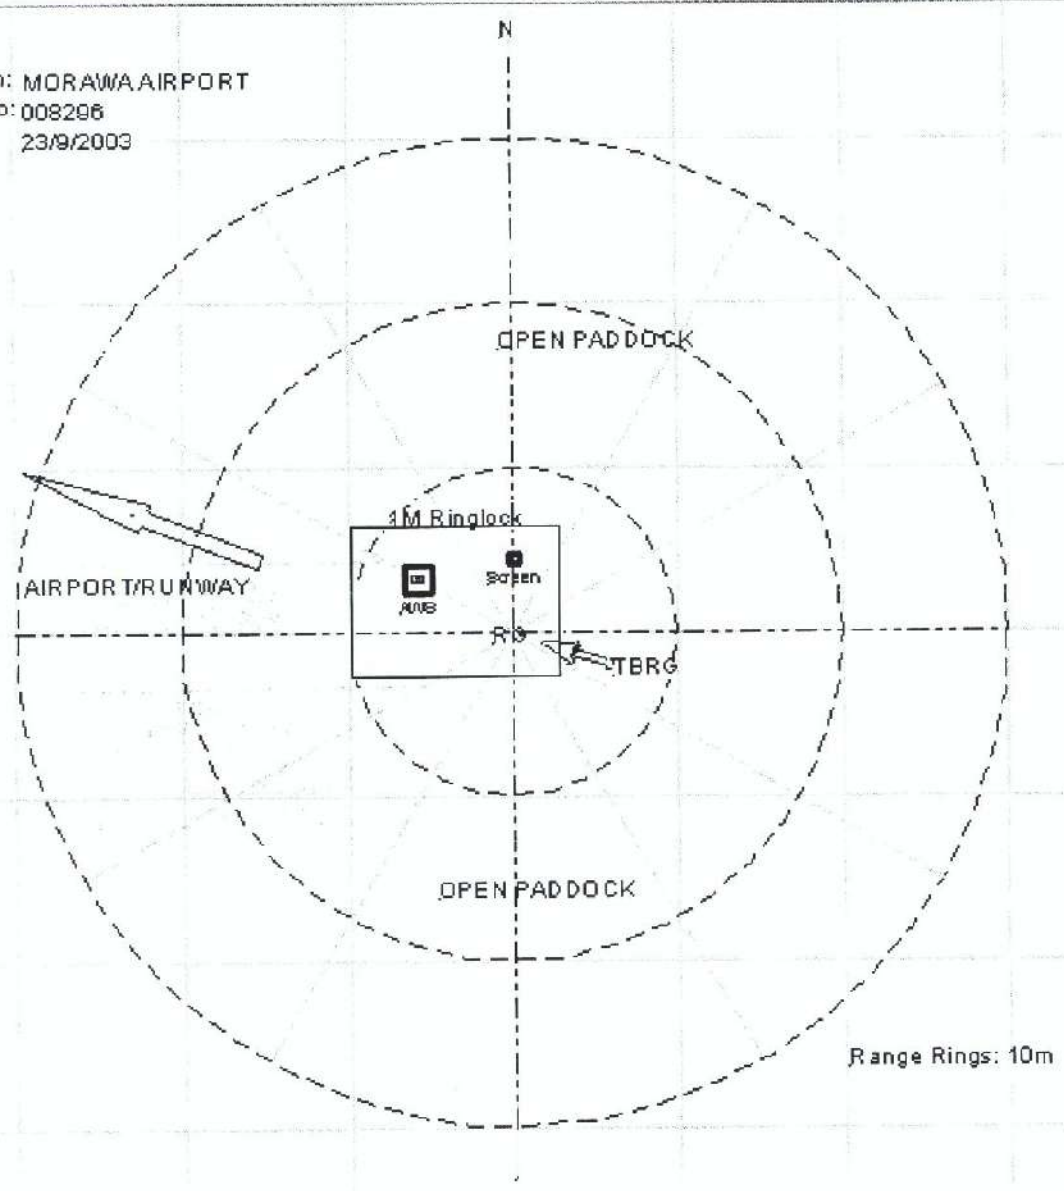 N
: MORAWA AIRPORT
: 008296
23/9/2003
OPEN PADDOCK
Ringlock
Screen
AWS
AIRPORT/RUNWAY
TBRG
OPEN PADDOCK
Range Rings: 10m